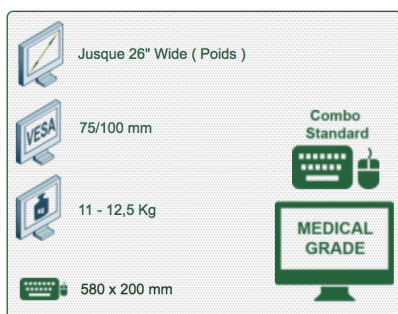 Jusque 26" Wide ( Poids )
VESA
75/100 mm
Combo
Standard
KG
11 - 12,5 Kg
MEDICAL
GRADE
580 x 200 mm